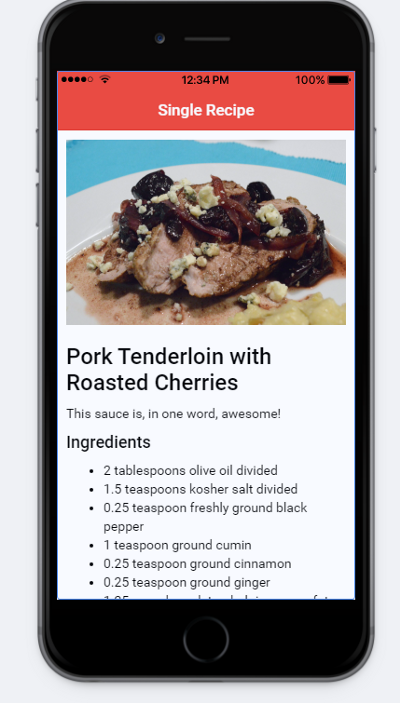 12:34 PM
100%
Single Recipe
Pork Tenderloin with
Roasted Cherries
This sauce is, in one word, awesome!
Ingredients
2 tablespoons olive oil divided
1.5 teaspoons kosher salt divided
0.25 teaspoon freshly ground black
pepper
1 teaspoon ground cumin
0.25 teaspoon ground cinnamon
0.25 teaspoon ground ginger